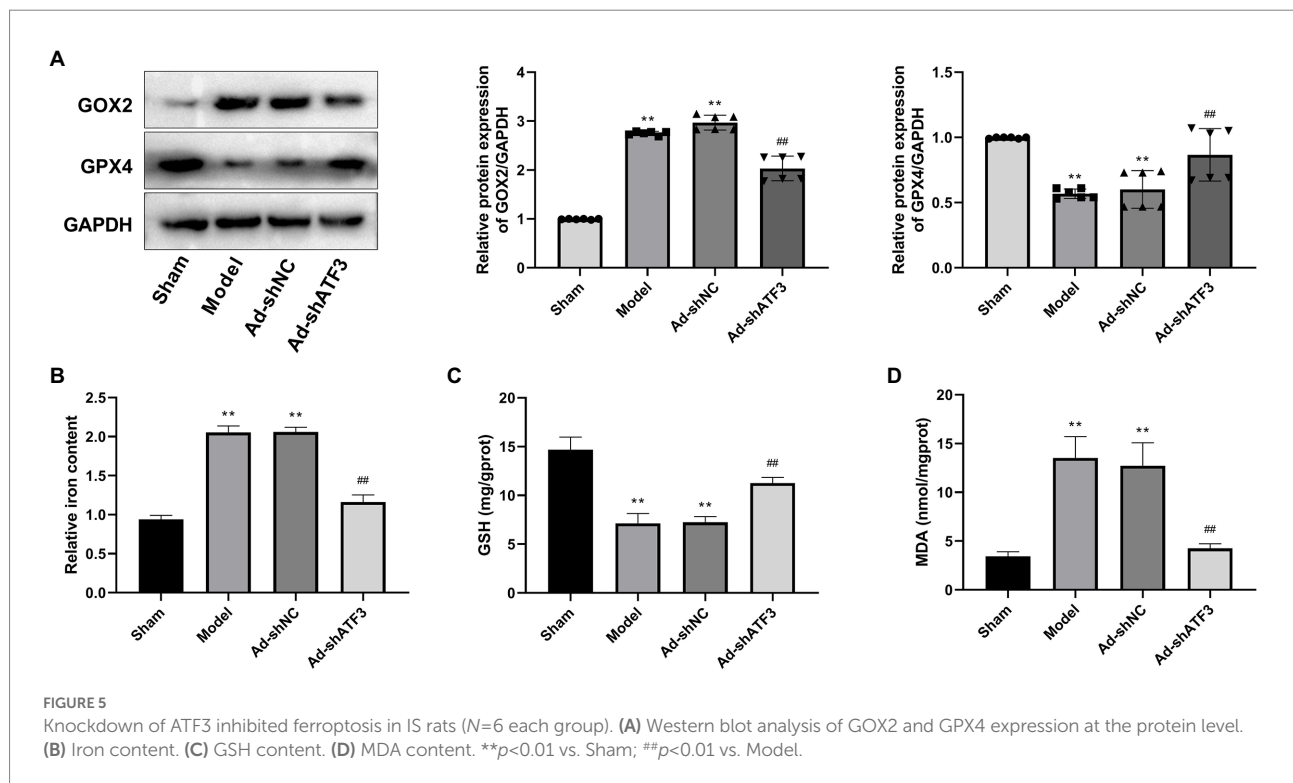 A
GOX2
GPX4
GAPDH
Sham
Model
Ad-shNC
Ad-shATF3
Relative protein expression
of GOX2/GAPDH
4
3
2
1
0
**
**
##
Sham
Model
Ad-shNC
Ad-shATF3
Relative protein expression
of GPX4/GAPDH
1.5
1.0
0.5
0.0
**
**
##
Sham
Model
Ad-shNC
Ad-shATF3
B
Relative iron content
2.5
2.0
1.5
1.0
0.5
0.0
**
**
##
Sham
Model
Ad-shNC
Ad-shATF3
C
GSH (mg/gprot)
20
15
10
5
0
**
**
##
Sham
Model
Ad-shNC
Ad-shATF3
D
MDA (nmol/mgprot)
20
15
10
5
0
**
**
##
Sham
Model
Ad-shNC
Ad-shATF3
FIGURE 5
Knockdown of ATF3 inhibited ferroptosis in IS rats (N=6 each group). (A) Western blot analysis of GOX2 and GPX4 expression at the protein level.
(B) Iron content. (C) GSH content. (D) MDA content. **p<0.01 vs. Sham; ##p<0.01 vs. Model.